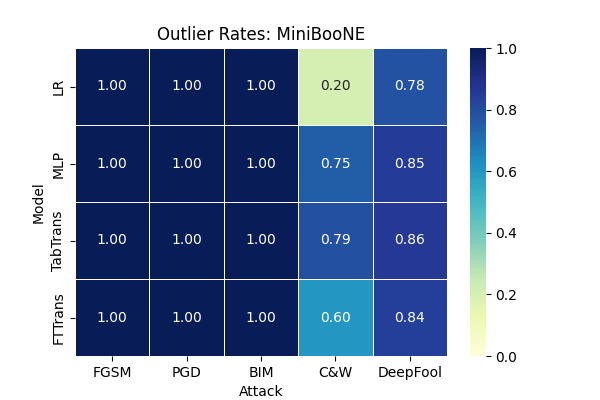 Outlier Rates: MiniBooNE
Model
LR 1.00 1.00 1.00 0.20 0.78
MLP 1.00 1.00 1.00 0.75 0.85
TabTrans 1.00 1.00 1.00 0.79 0.86
FTTrans 1.00 1.00 1.00 0.60 0.84
FGSM PGD BIM C&W DeepFool
Attack
1.0
0.8
0.6
0.4
0.2
0.0